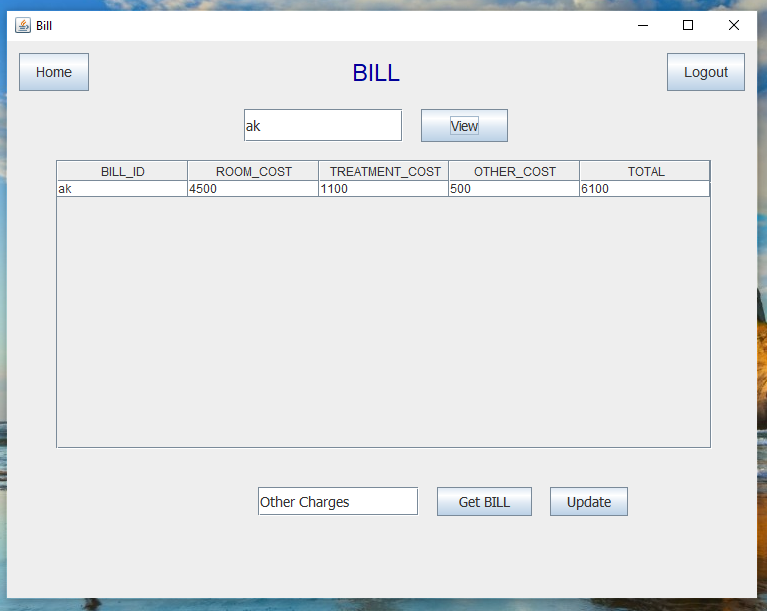 Bill
Home BILL Logout
ak View
BILL_ID ROOM_COST TREATMENT_COST OTHER_COST TOTAL
ak 4500 1100 500 6100
Other Charges Get BILL Update